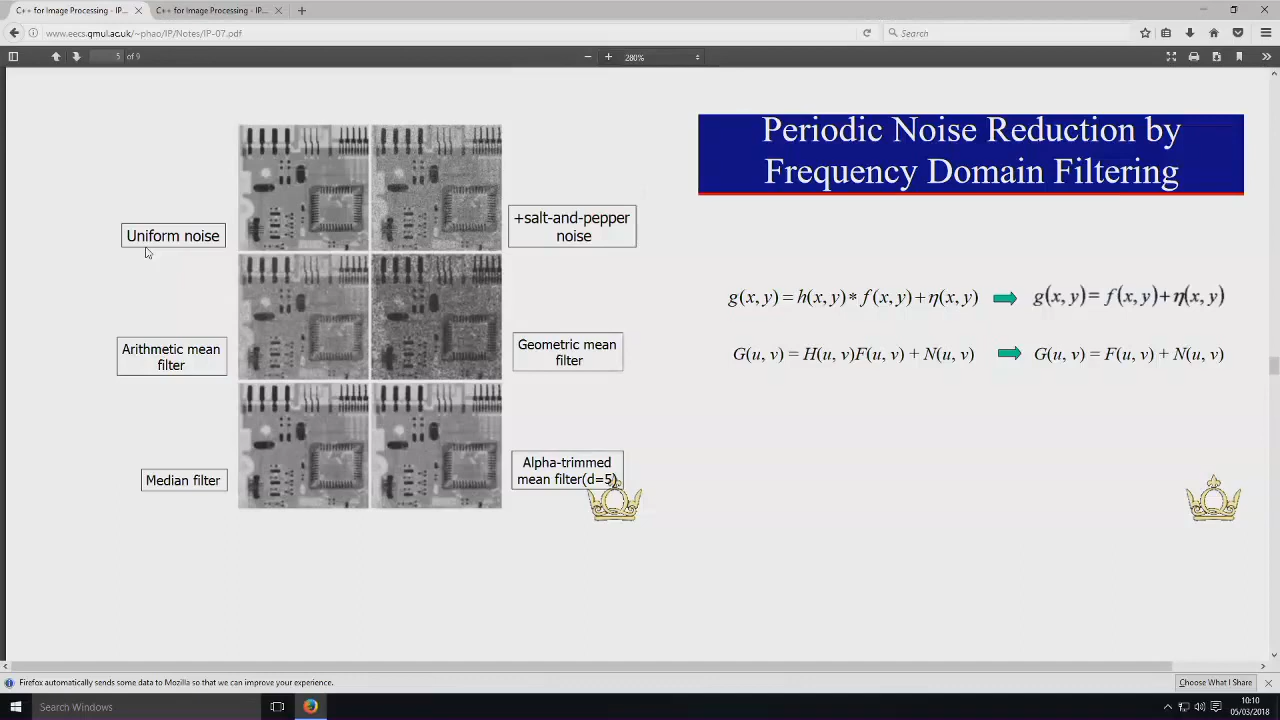 C++ for Image Processing - IP...
C++ for Image Processing - IP...
www.eecs.qmul.ac.uk/~phao/IP/Notes/IP-07.pdf
Search
5 of 9
280%
Periodic Noise Reduction by
Frequency Domain Filtering
Uniform noise
+salt-and-pepper
noise
Arithmetic mean
filter
Geometric mean
filter
Median filter
Alpha-trimmed
mean filter(d=5)
g(x, y) = h(x, y) * f(x, y) + η(x, y)
g(x, y) = f(x, y) + η(x, y)
G(u, v) = H(u, v)F(u, v) + N(u, v)
G(u, v) = F(u, v) + N(u, v)
Firefox automatically sends some data to Mozilla so that we can improve your experience.
Choose What I Share
Search Windows
10:10
05/03/2018